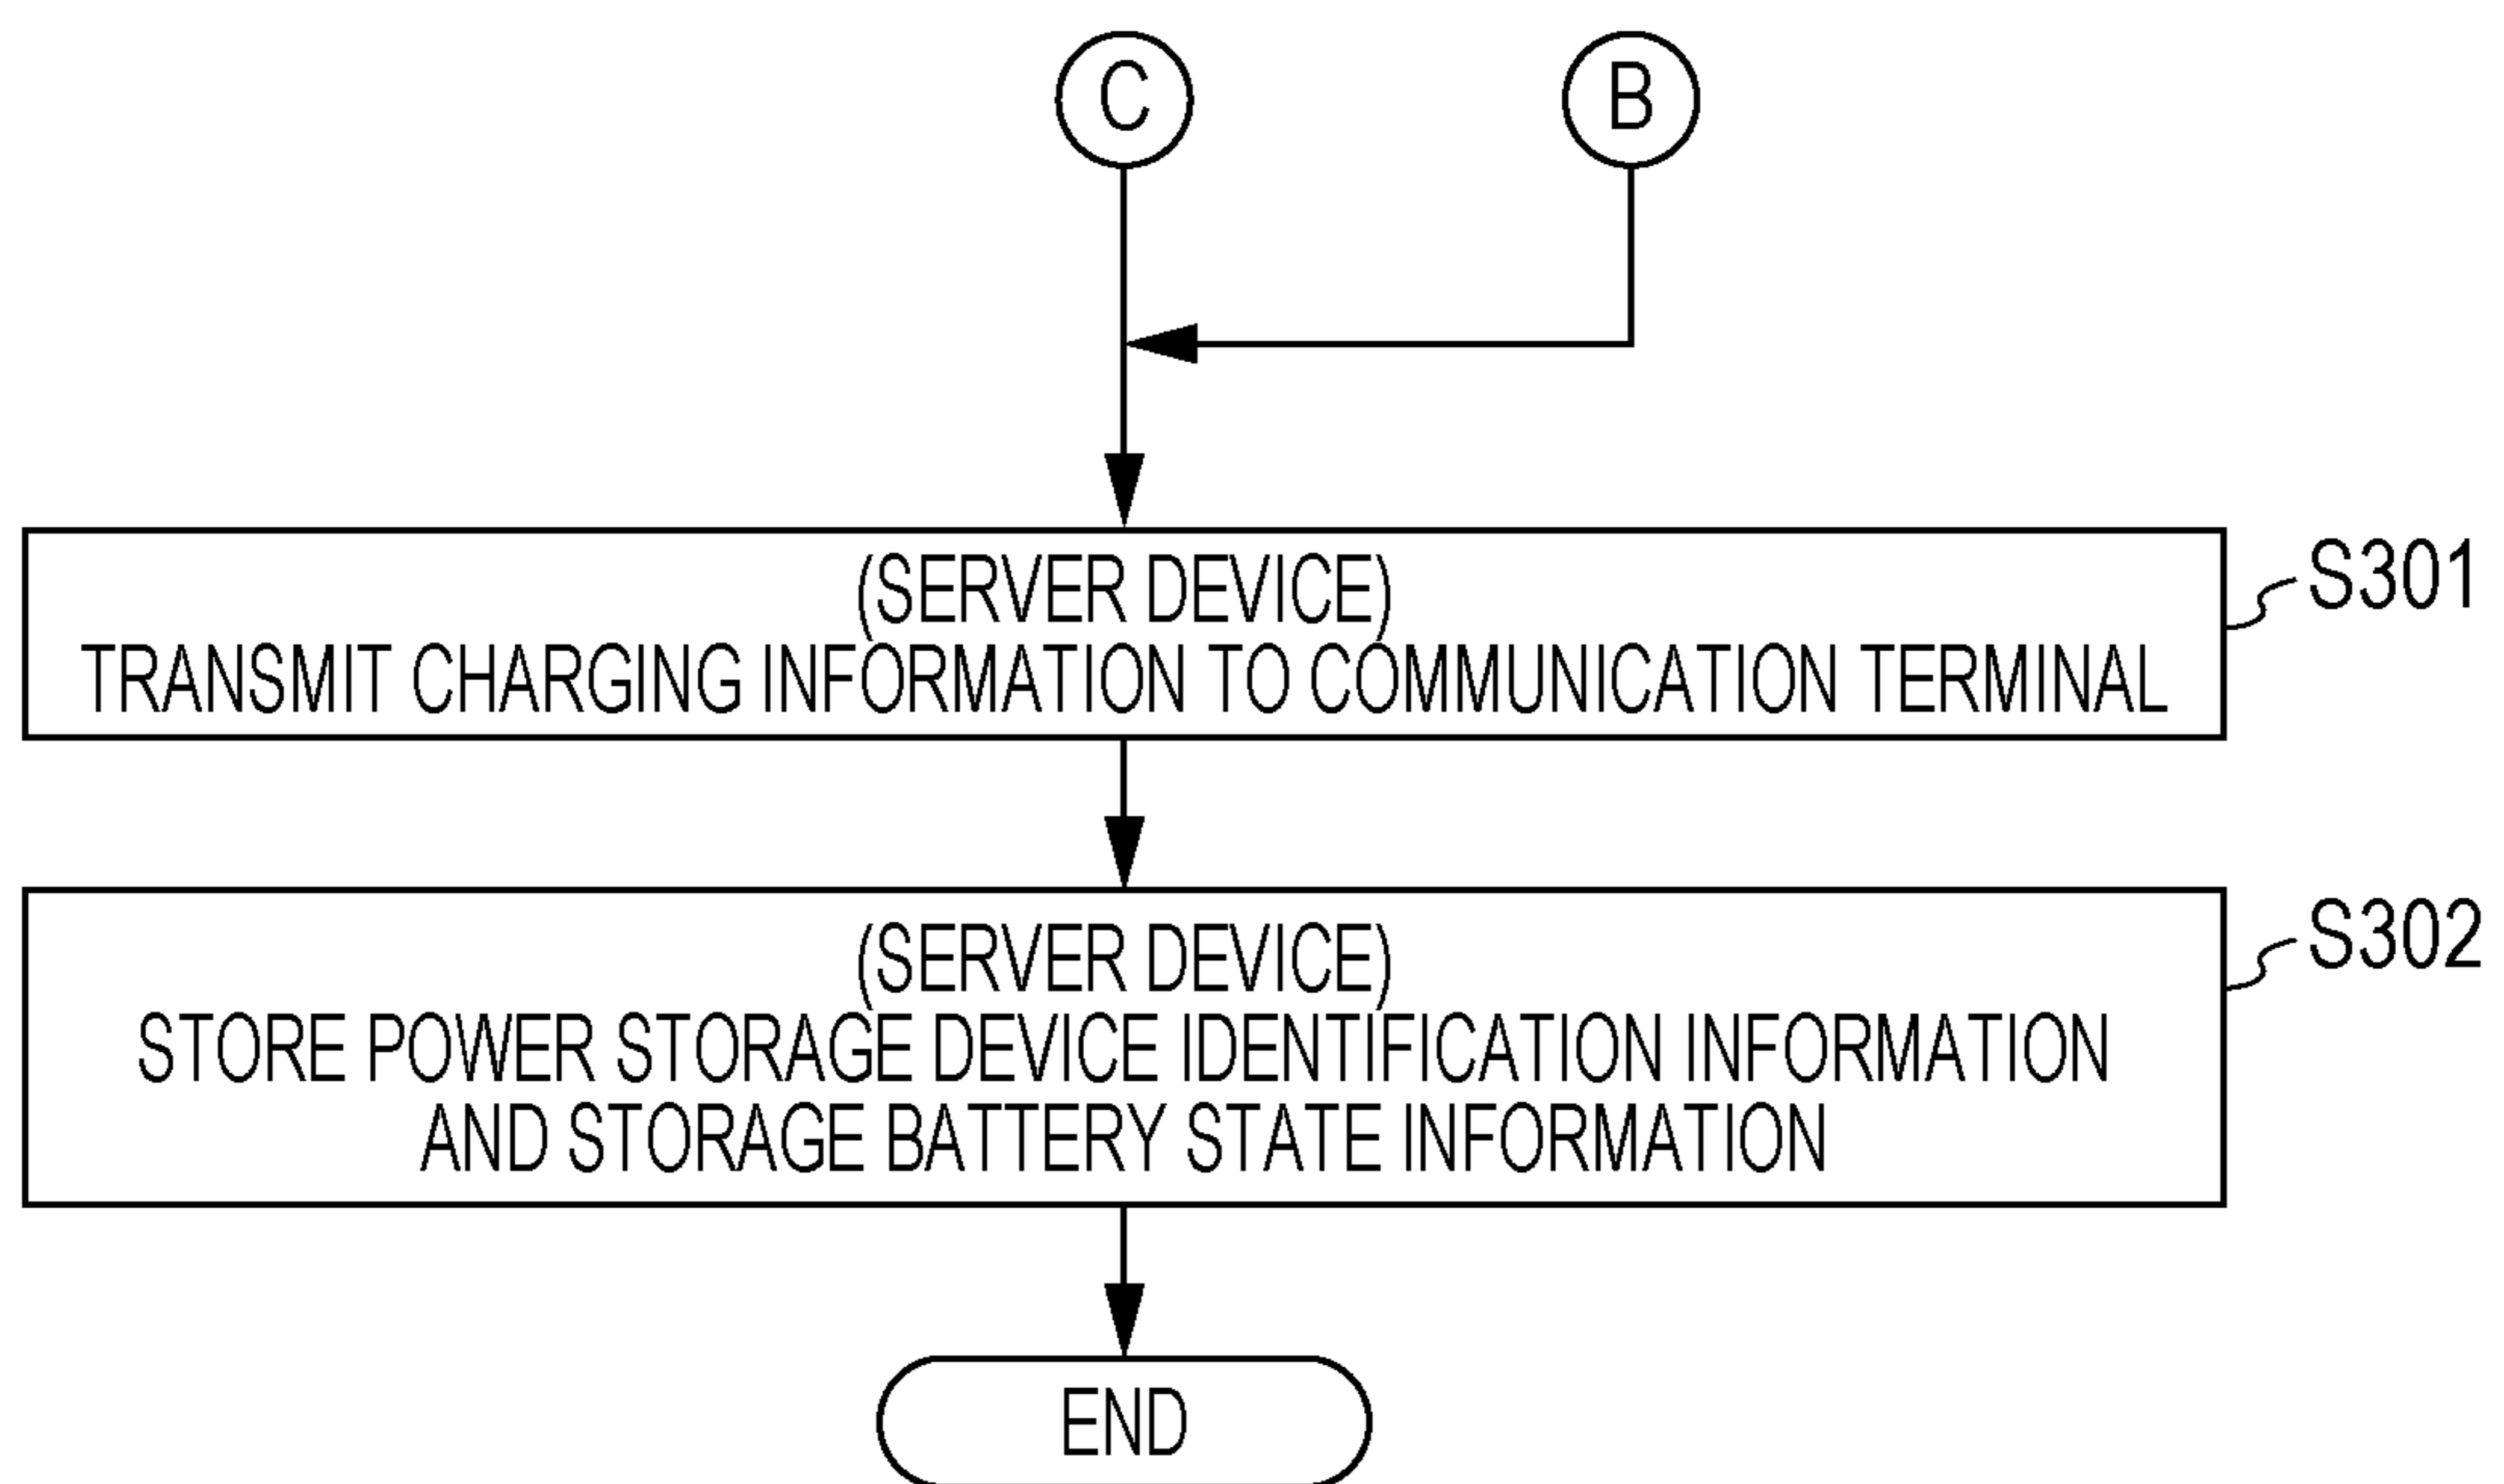 C
B
(SERVER DEVICE)
TRANSMIT CHARGING INFORMATION TO COMMUNICATION TERMINAL
S301
(SERVER DEVICE)
STORE POWER STORAGE DEVICE IDENTIFICATION INFORMATION
AND STORAGE BATTERY STATE INFORMATION
S302
END